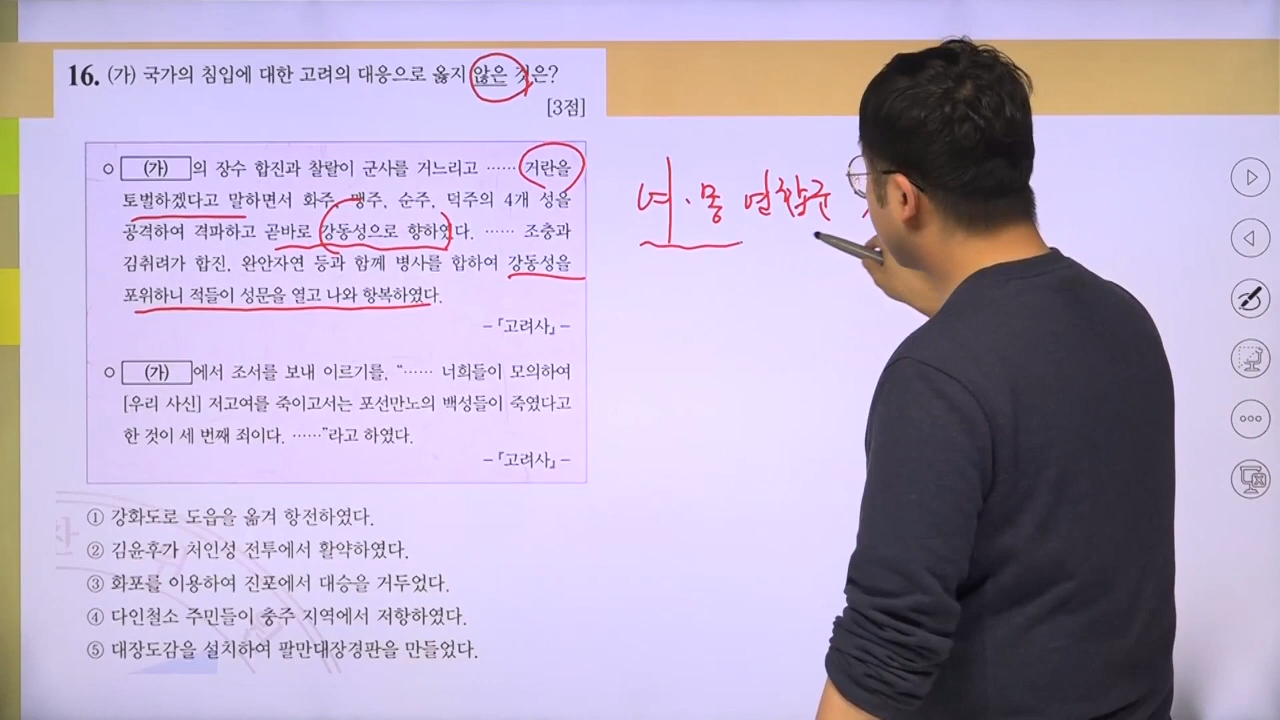 16. (가) 국가의 침입에 대한 고려의 대응으로 옳지 않은 것은?
[3점]
○ (가) 의 장수 합진과 찰랄이 군사를 거느리고 …… 거란을
토벌하겠다고 말하면서 화주, 맹주, 순주, 덕주의 4개 성을
공격하여 격파하고 곧바로 강동성으로 향하였다. …… 조충과
김취려가 합진, 완안자연 등과 함께 병사를 합하여 강동성을
포위하니 적들이 성문을 열고 나와 항복하였다.
-『고려사』-
○ (가) 에서 조서를 보내 이르기를, “…… 너희들이 모의하여
[우리 사신] 저고여를 죽이고서는 포선만노의 백성들이 죽였다고
한 것이 세 번째 죄이다. ……”라고 하였다.
-『고려사』-
① 강화도로 도읍을 옮겨 항전하였다.
② 김윤후가 처인성 전투에서 활약하였다.
③ 화포를 이용하여 진포에서 대승을 거두었다.
④ 다인철소 주민들이 충주 지역에서 저항하였다.
⑤ 대장도감을 설치하여 팔만대장경판을 만들었다.
여·몽 연합군